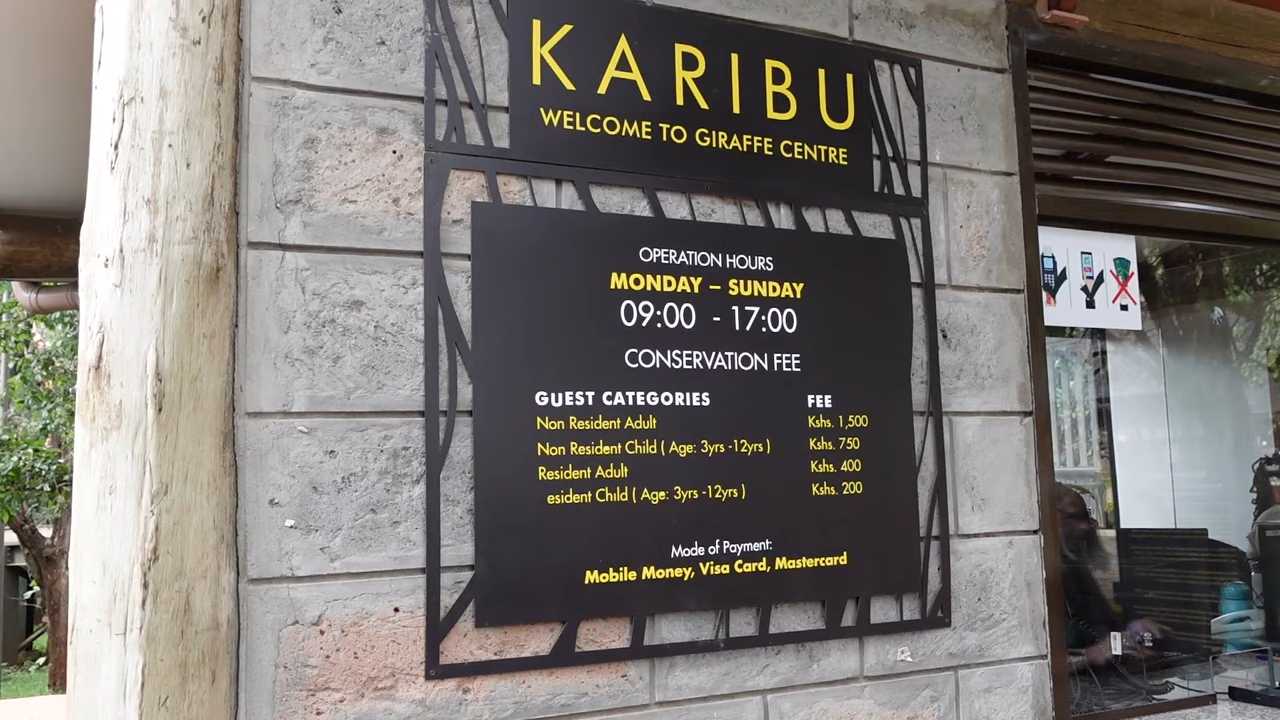 KARIBU
WELCOME TO GIRAFFE CENTRE
OPERATION HOURS
MONDAY – SUNDAY
09:00 - 17:00
CONSERVATION FEE
GUEST CATEGORIES FEE
Non Resident Adult Kshs. 1,500
Non Resident Child ( Age: 3yrs -12yrs ) Kshs. 750
Resident Adult Kshs. 400
esident Child ( Age: 3yrs -12yrs ) Kshs. 200
Mode of Payment:
Mobile Money, Visa Card, Mastercard